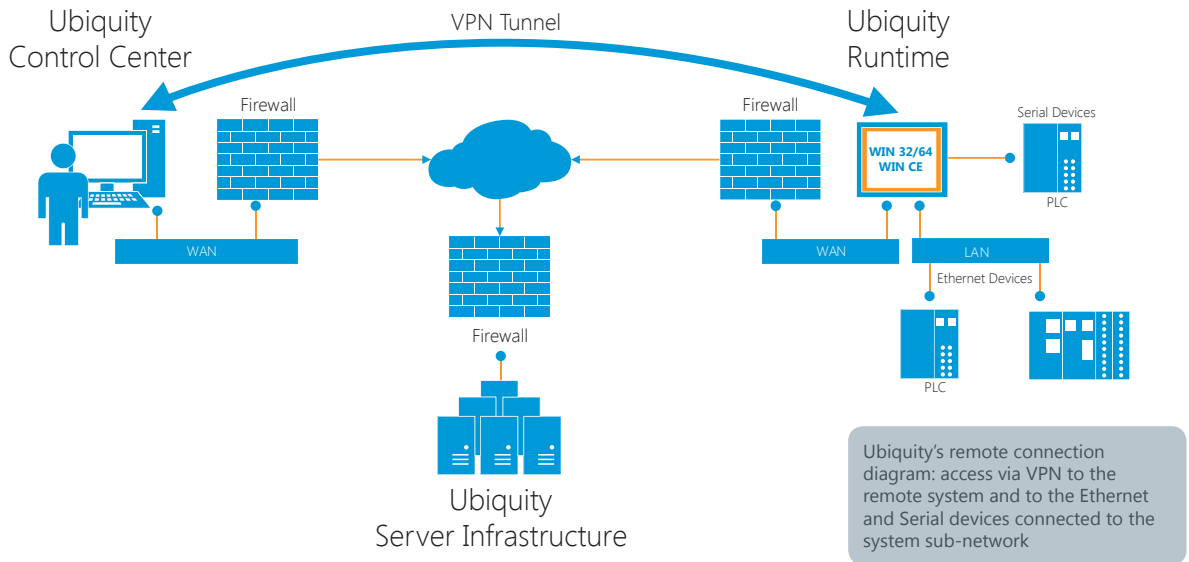 Ubiquity
Control Center
VPN Tunnel
Ubiquity
Runtime
Firewall
Firewall
Serial Devices
WIN 32/64
WIN CE
PLC
WAN
WAN
LAN
Ethernet Devices
Firewall
PLC
Ubiquity
Server Infrastructure
Ubiquity’s remote connection
diagram: access via VPN to the
remote system and to the Ethernet
and Serial devices connected to the
system sub-network